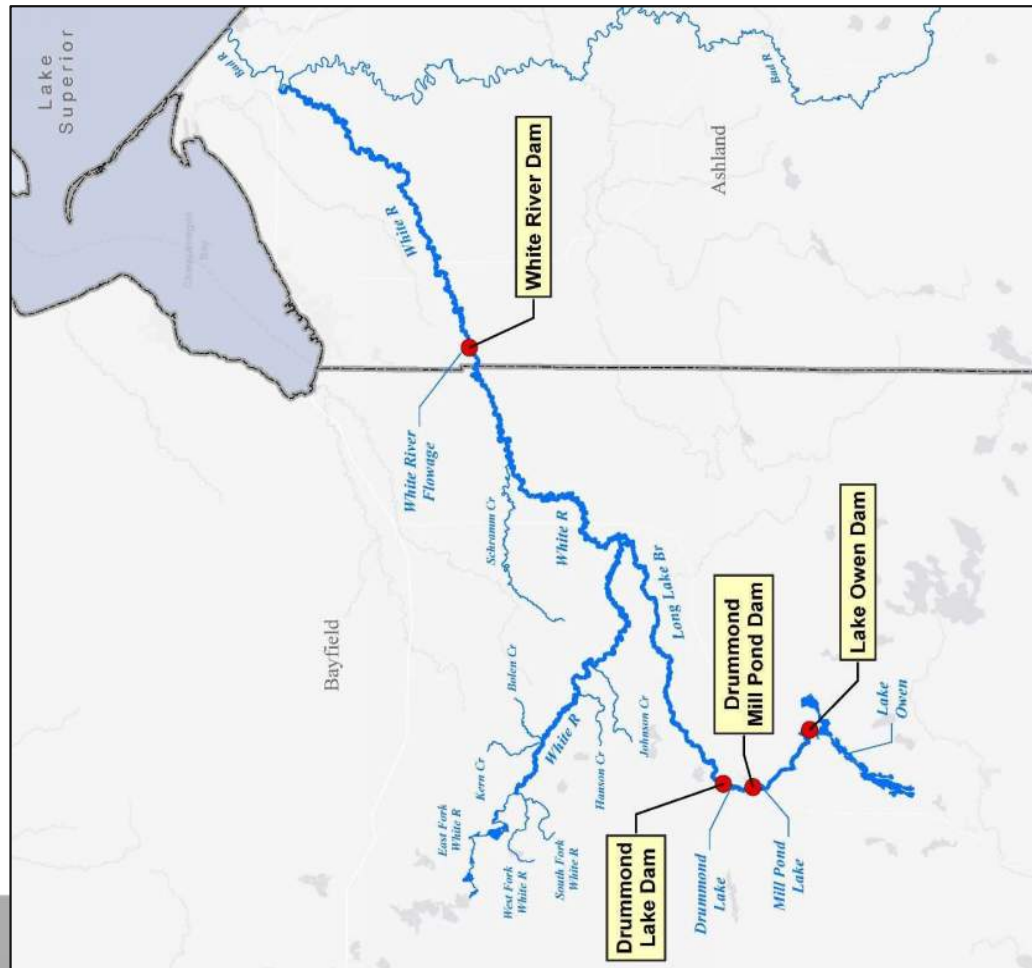 Lake
Superior
Bad R
Bayfield
White R
White River
Flowage
East Fork
White R
Kern Cr
Schramm Cr
Bolen Cr
West Fork
White R
White River Dam
South Fork
White R
White R
White R
Hanson Cr
Johnson Cr
Drummond
Lake Dam
Long Lake Br
Ashland
Drummond
Lake
Drummond
Mill Pond Dam
Bad R
Mill Pond
Lake
Lake Owen Dam
Lake
Owen